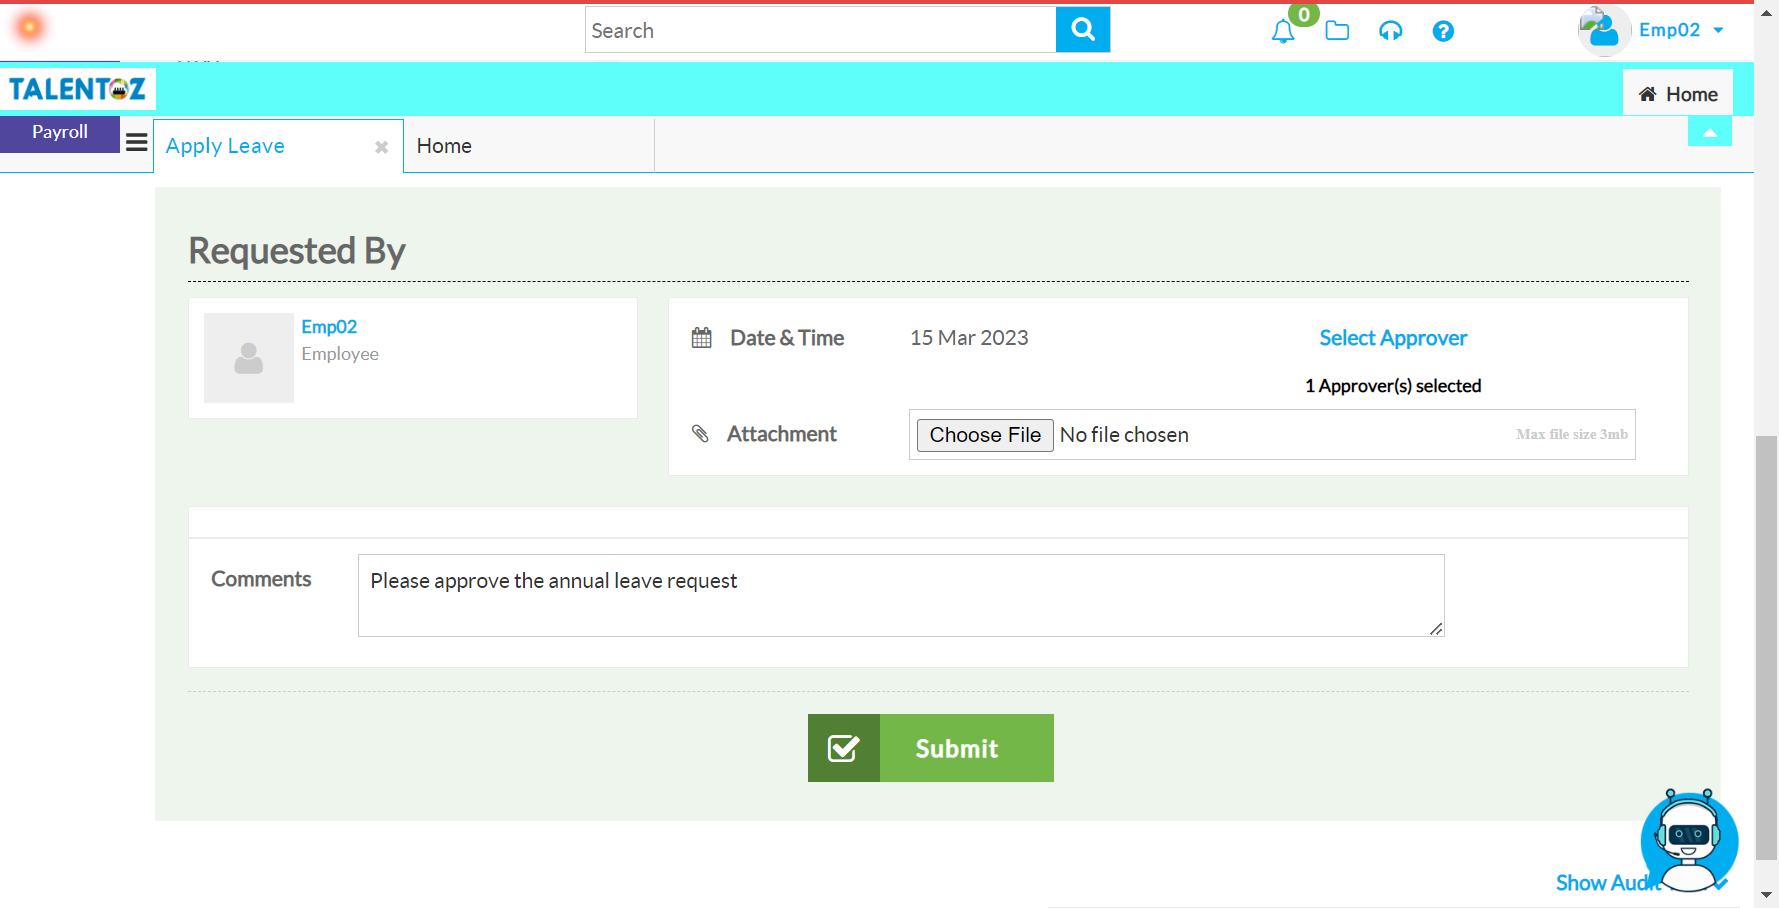 Search
0
Emp02
TALENTOZ
Home
Payroll
Apply Leave
Home
Requested By
Emp02
Employee
Date & Time
15 Mar 2023
Select Approver
1 Approver(s) selected
Attachment
Choose File
No file chosen
Max file size 3mb
Comments
Please approve the annual leave request
Submit
Show